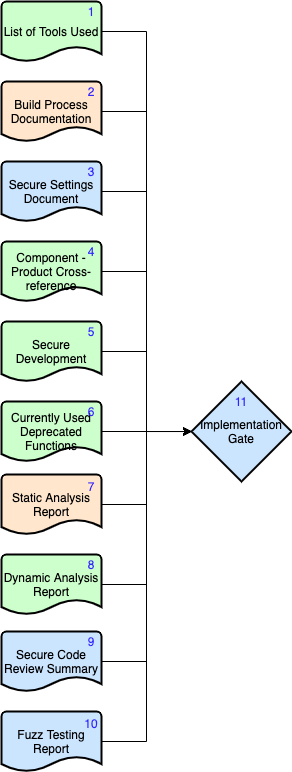 1
List of Tools Used
2
Build Process
Documentation
3
Secure Settings
Document
4
Component -
Product Cross-
reference
5
Secure
Development
6
Currently Used
Deprecated
Functions
11
Implementation
Gate
7
Static Analysis
Report
8
Dynamic Analysis
Report
9
Secure Code
Review Summary
10
Fuzz Testing
Report